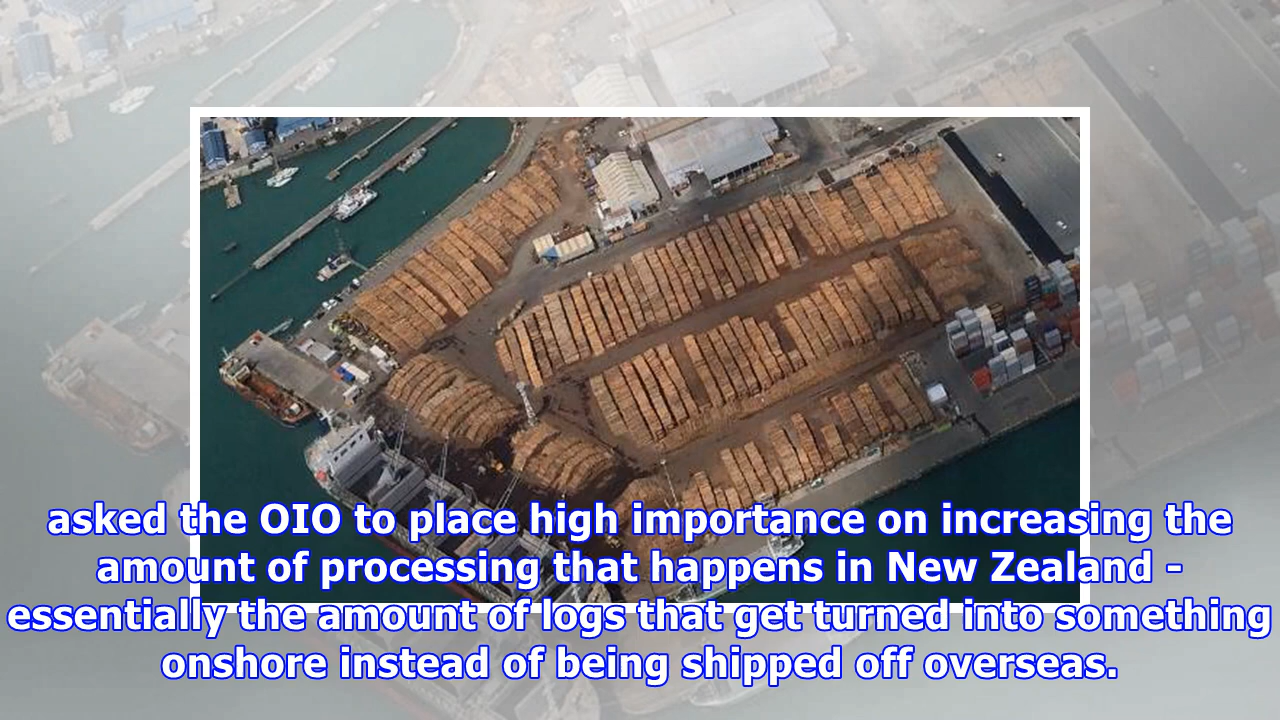 asked the OIO to place high importance on increasing the
amount of processing that happens in New Zealand -
essentially the amount of logs that get turned into something
onshore instead of being shipped off overseas.